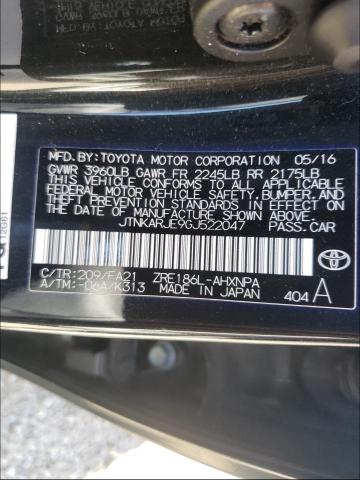 MFD. BY: TOYOTA MOTOR CORPORATION 05/16
GVWR 3960LB GAWR FR 2245LB RR 2175LB
THIS VEHICLE CONFORMS TO ALL APPLICABLE
FEDERAL MOTOR VEHICLE SAFETY, BUMPER, AND
THEFT PREVENTION STANDARDS IN EFFECT ON
THE DATE OF MANUFACTURE SHOWN ABOVE.
JTNKARJE9GJ522047 PASS.CAR
C/TR:209/FA21 ZRE186L-AHXNPA
A/TM:-06A/K313 MADE IN JAPAN 404 A
TOYOTA